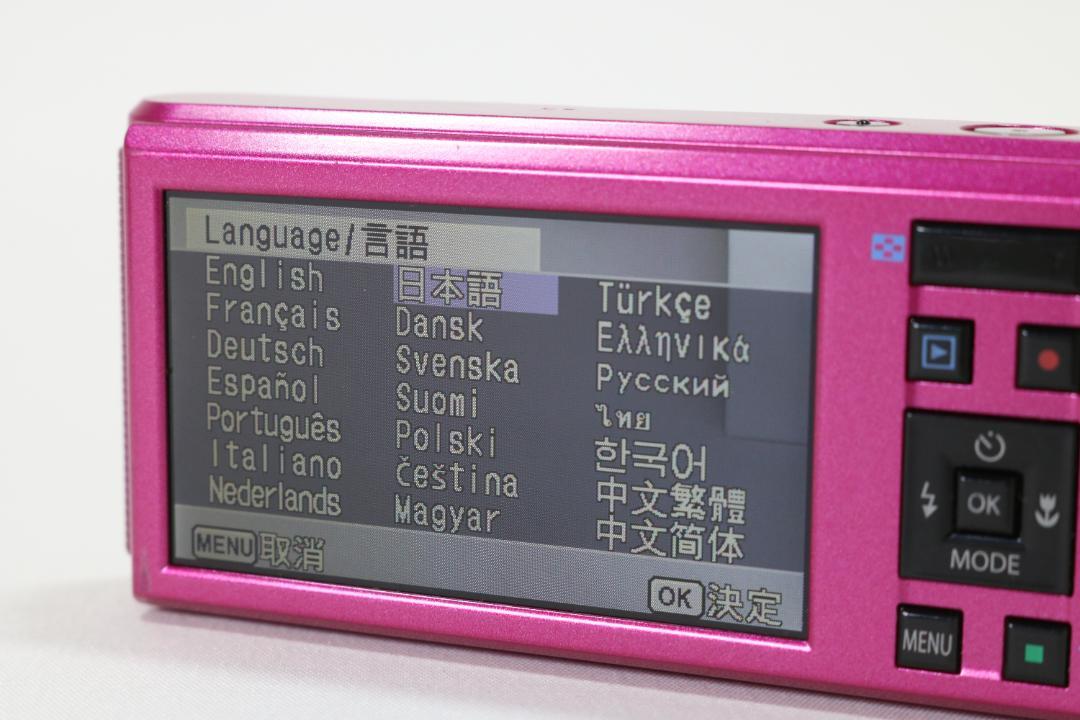 Language/言語
English
Français
Deutsch
Español
Português
Italiano
Nederlands
日本語
Dansk
Svenska
Suomi
Polski
Čeština
Magyar
Türkçe
Ελληνικά
Русский
ไทย
한국어
中文繁體
中文简体
MENU取消
OK決定
OK
MODE
MENU